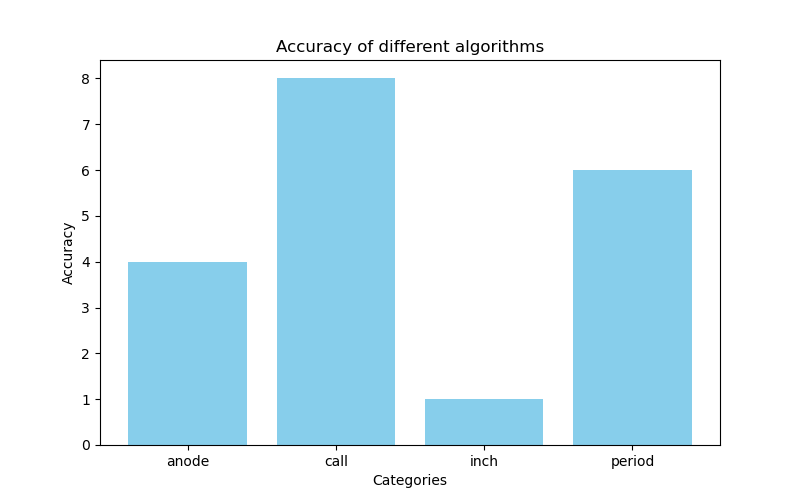 Accuracy of different algorithms
8
7
6
5
4
3
2
1
0
Accuracy
anode call inch period
Categories